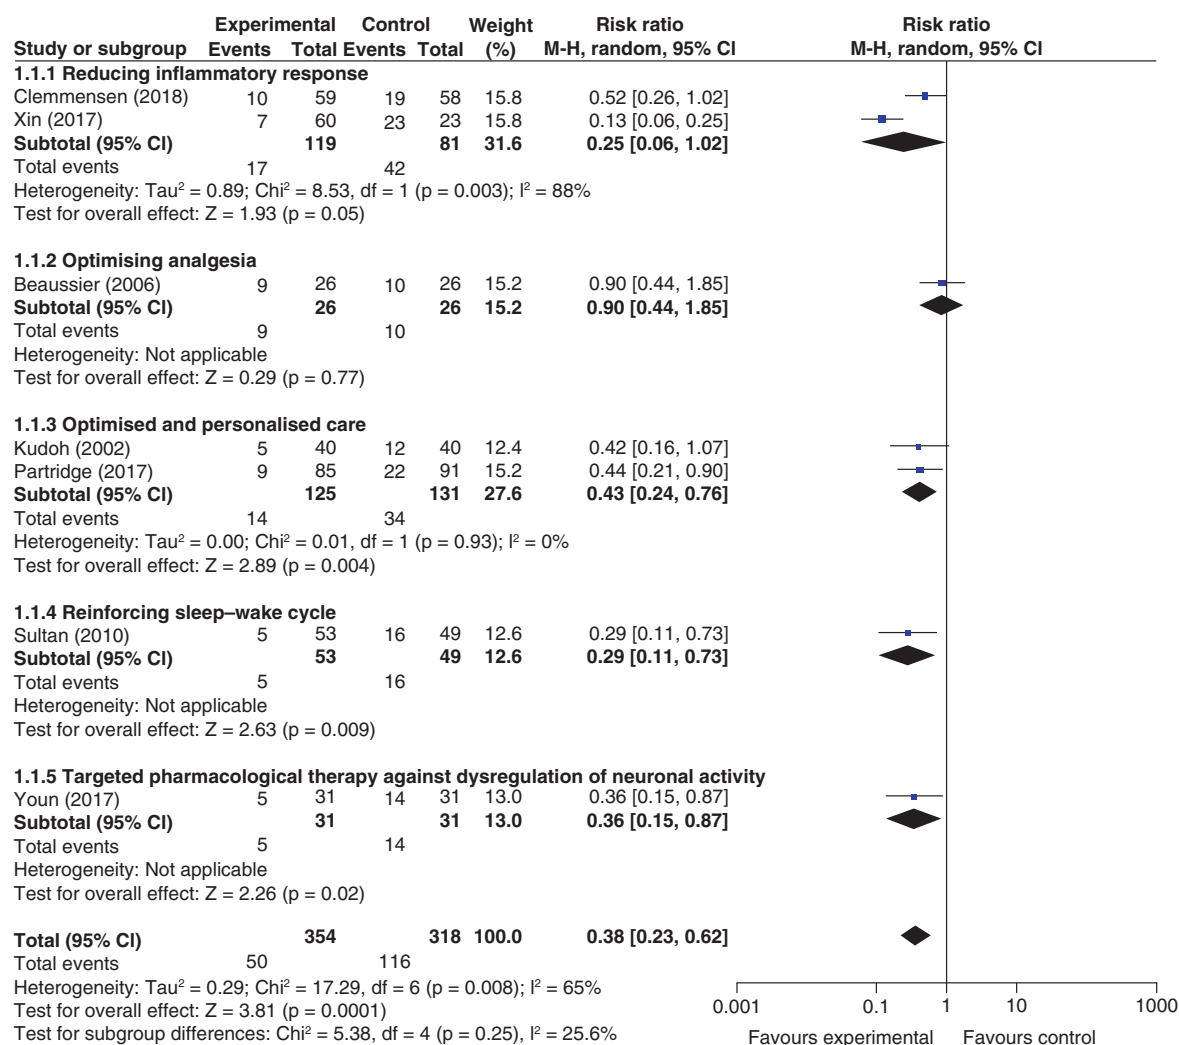 Experimental Control Weight Risk ratio Risk ratio
Study or subgroup Events Total Events Total (%) M-H, random, 95% CI M-H, random, 95% CI
1.1.1 Reducing inflammatory response
Clemmensen (2018) 10 59 19 58 15.8 0.52 [0.26, 1.02]
Xin (2017) 7 60 23 23 15.8 0.13 [0.06, 0.25]
Subtotal (95% CI) 119 81 31.6 0.25 [0.06, 1.02]
Total events 17 42
Heterogeneity: Tau² = 0.89; Chi² = 8.53, df = 1 (p = 0.003); I² = 88%
Test for overall effect: Z = 1.93 (p = 0.05)
1.1.2 Optimising analgesia
Beaussier (2006) 9 26 10 26 15.2 0.90 [0.44, 1.85]
Subtotal (95% CI) 26 26 15.2 0.90 [0.44, 1.85]
Total events 9 10
Heterogeneity: Not applicable
Test for overall effect: Z = 0.29 (p = 0.77)
1.1.3 Optimised and personalised care
Kudoh (2002) 5 40 12 40 12.4 0.42 [0.16, 1.07]
Partridge (2017) 9 85 22 91 15.2 0.44 [0.21, 0.90]
Subtotal (95% CI) 125 131 27.6 0.43 [0.24, 0.76]
Total events 14 34
Heterogeneity: Tau² = 0.00; Chi² = 0.01, df = 1 (p = 0.93); I² = 0%
Test for overall effect: Z = 2.89 (p = 0.004)
1.1.4 Reinforcing sleep–wake cycle
Sultan (2010) 5 53 16 49 12.6 0.29 [0.11, 0.73]
Subtotal (95% CI) 53 49 12.6 0.29 [0.11, 0.73]
Total events 5 16
Heterogeneity: Not applicable
Test for overall effect: Z = 2.63 (p = 0.009)
1.1.5 Targeted pharmacological therapy against dysregulation of neuronal activity
Youn (2017) 5 31 14 31 13.0 0.36 [0.15, 0.87]
Subtotal (95% CI) 31 31 13.0 0.36 [0.15, 0.87]
Total events 5 14
Heterogeneity: Not applicable
Test for overall effect: Z = 2.26 (p = 0.02)
Total (95% CI) 354 318 100.0 0.38 [0.23, 0.62]
Total events 50 116
Heterogeneity: Tau² = 0.29; Chi² = 17.29, df = 6 (p = 0.008); I² = 65%
Test for overall effect: Z = 3.81 (p = 0.0001)
Test for subgroup differences: Chi² = 5.38, df = 4 (p = 0.25), I² = 25.6%
0.001 0.1 1 10 1000
Favours experimental Favours control